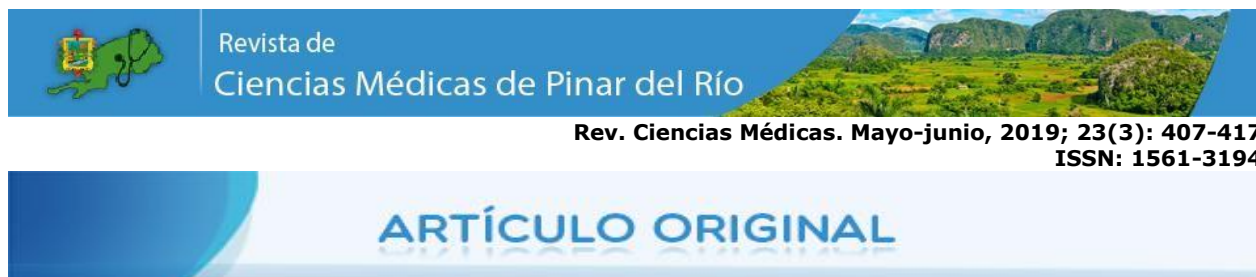 Revista de
Ciencias Médicas de Pinar del Río
Rev. Ciencias Médicas. Mayo-junio, 2019; 23(3): 407-417
ISSN: 1561-3194
ARTÍCULO ORIGINAL